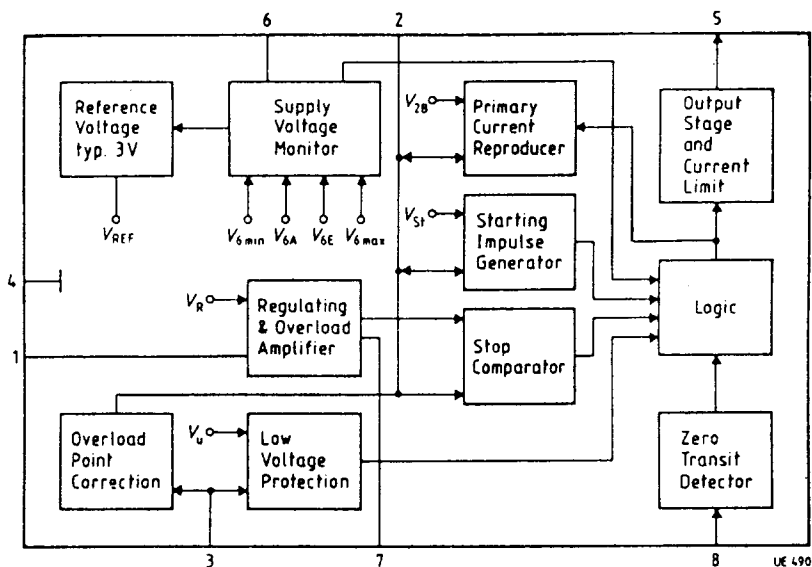 6
2
5
Reference
Voltage
typ. 3V
Supply
Voltage
Monitor
V2B
Primary
Current
Reproducer
Output
Stage
and
Current
Limit
VREF
V6min
V6A
V6E
V6max
VSt
Starting
Impulse
Generator
4
VR
Regulating
& Overload
Amplifier
Logic
1
Stop
Comparator
Overload
Point
Correction
Vu
Low
Voltage
Protection
Zero
Transit
Detector
3
7
8
UE 490